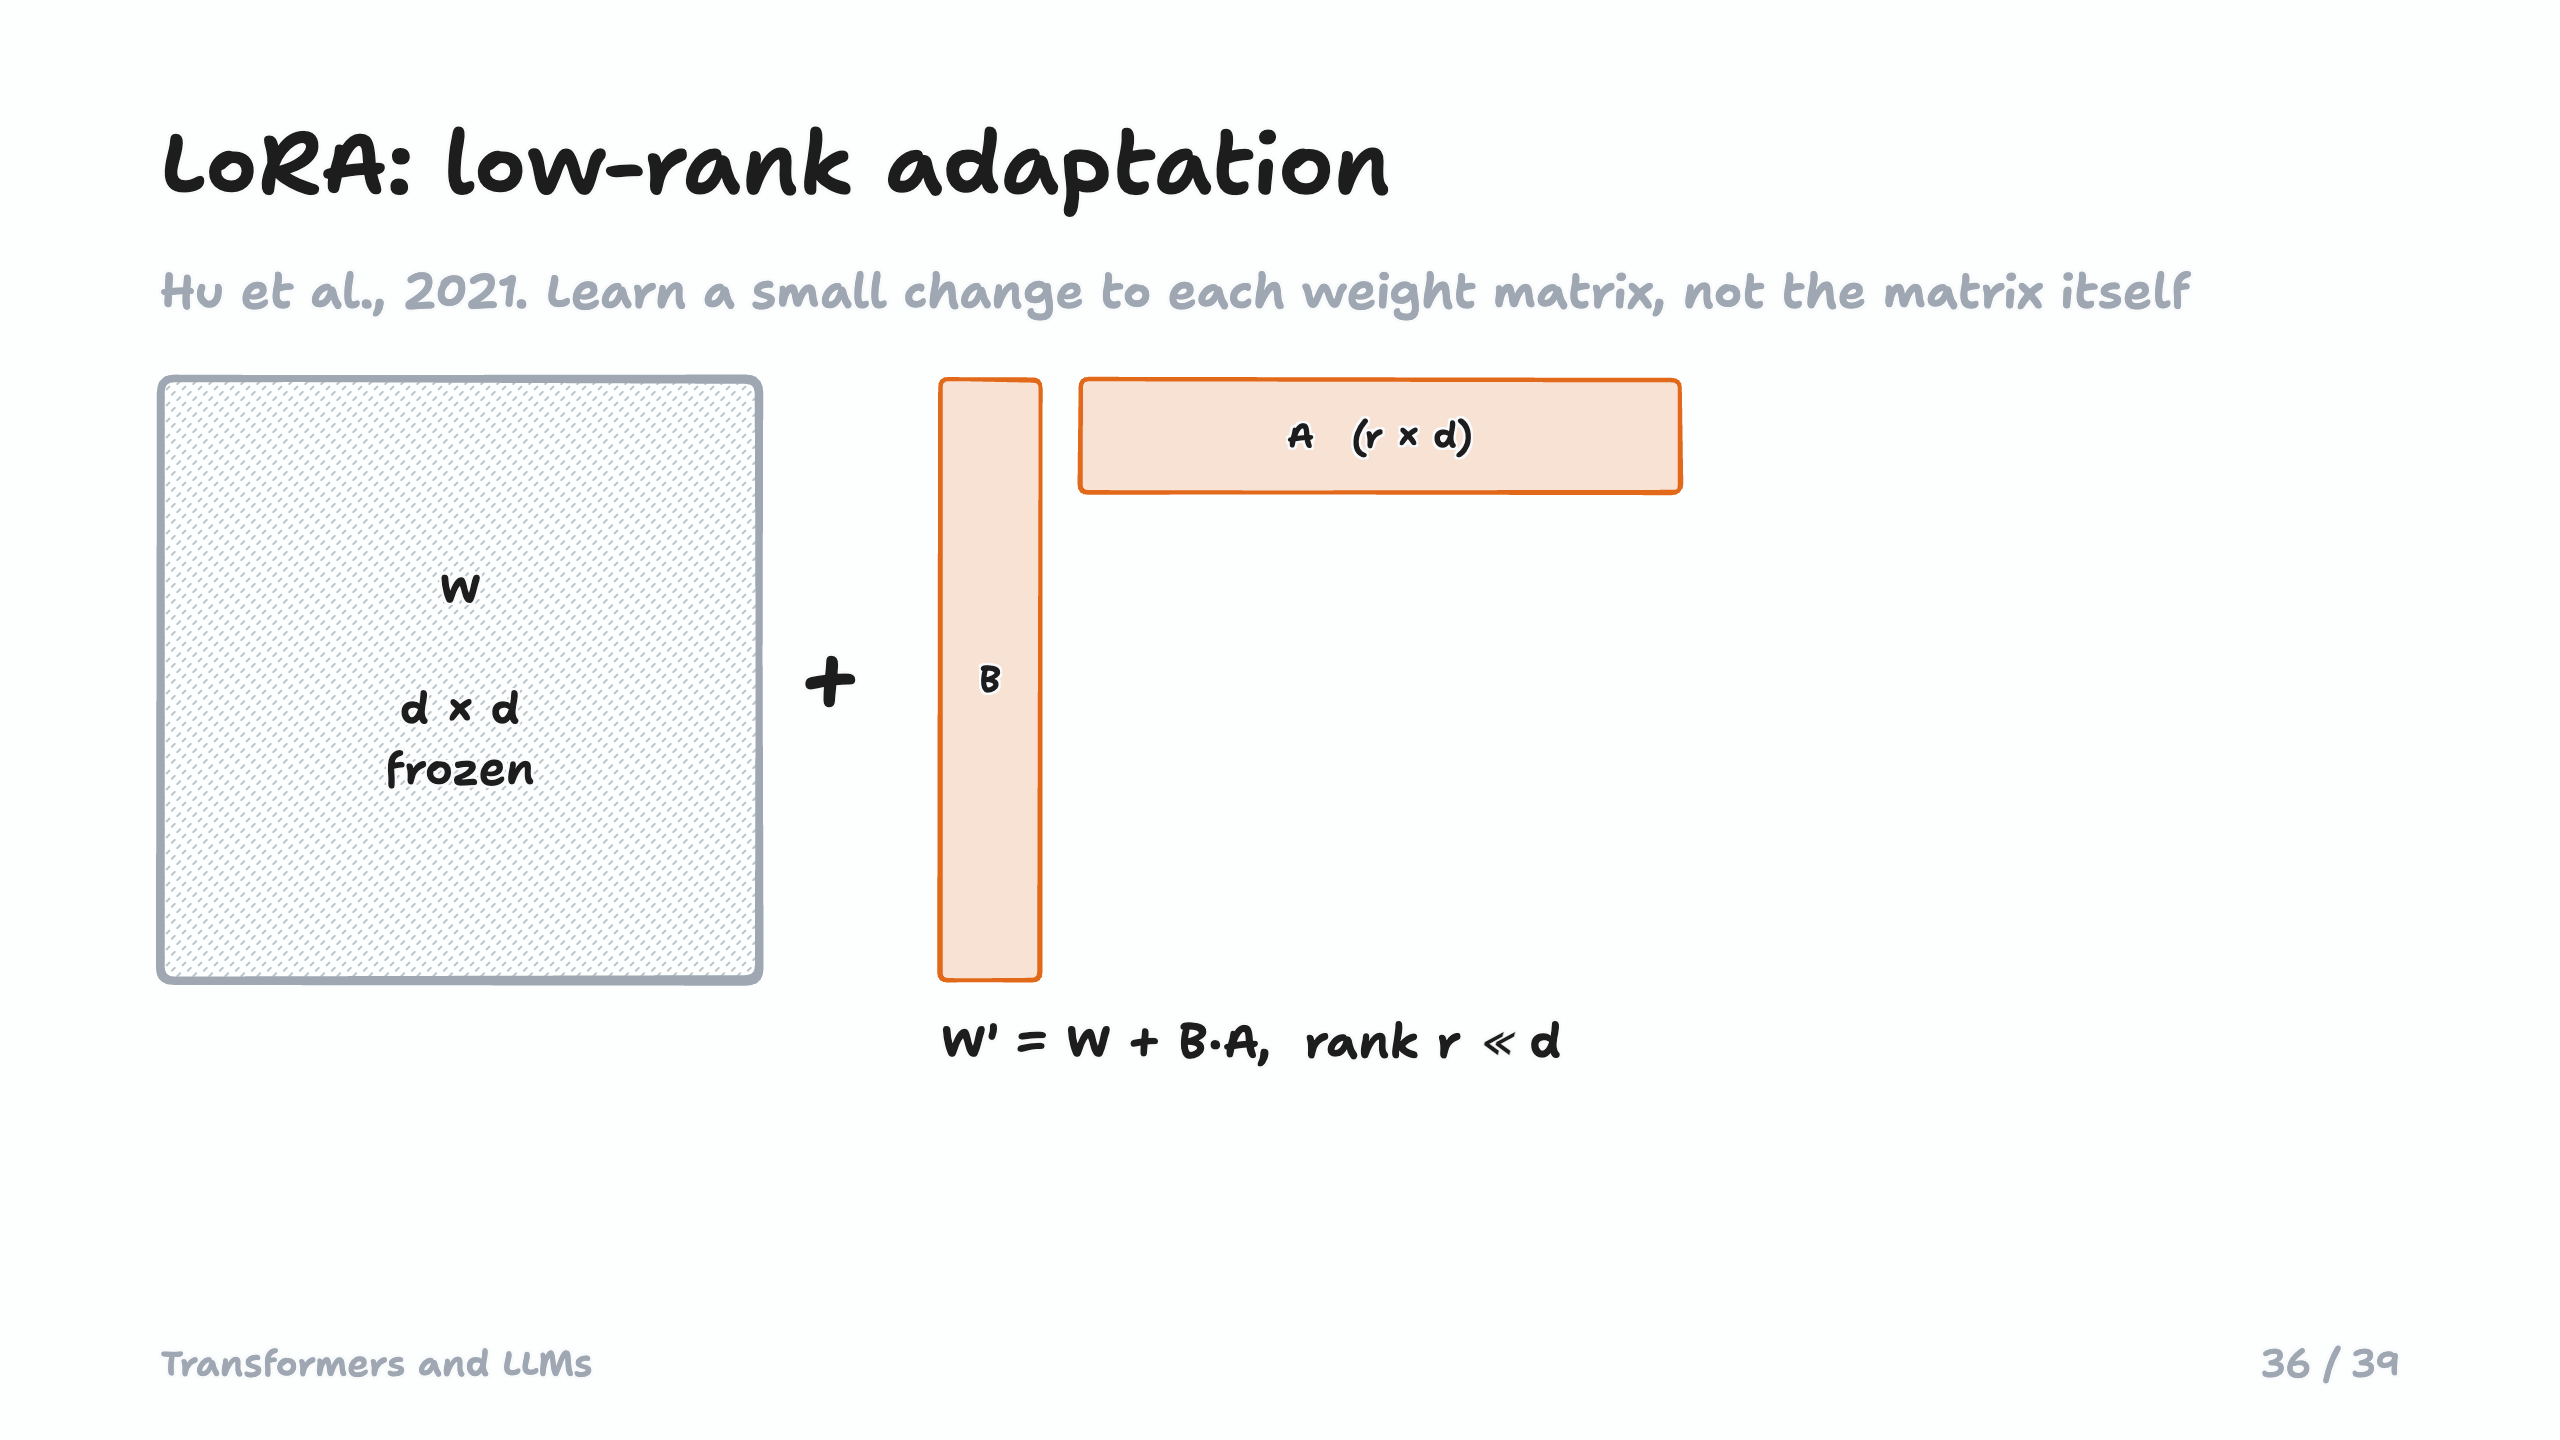 LoRA: low-rank adaptation
Hu et al., 2021. Learn a small change to each weight matrix, not the matrix itself
W
d × d
frozen
+
B
A (r × d)
W' = W + B·A, rank r ≪ d
Transformers and LLMs
36 / 39